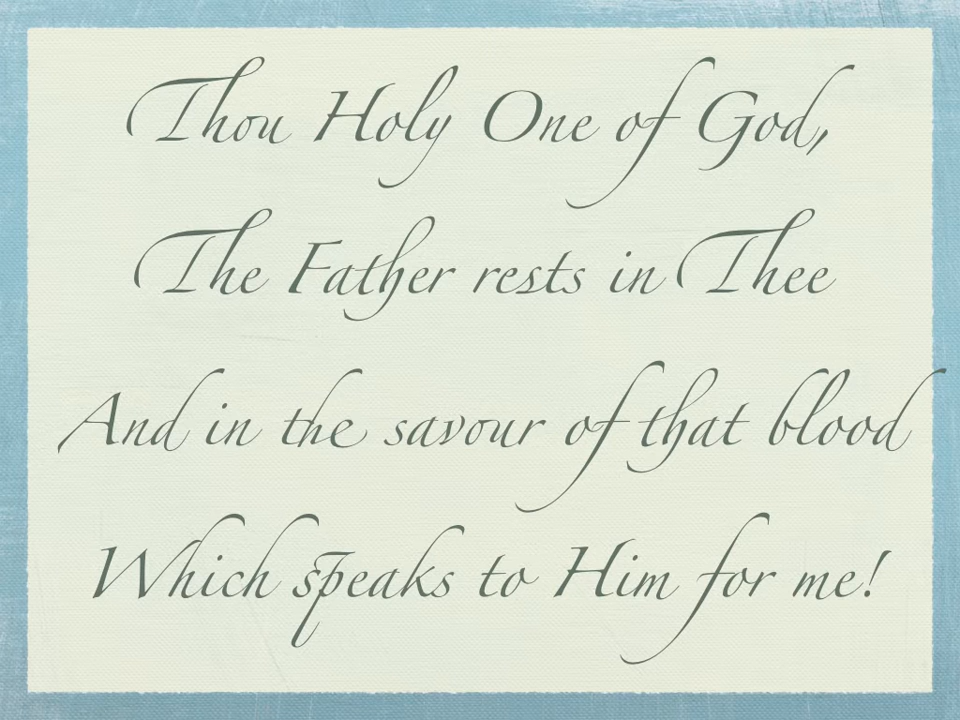 Thou Holy One of God,
The Father rests in Thee
And in the savour of that blood
Which speaks to Him for me!